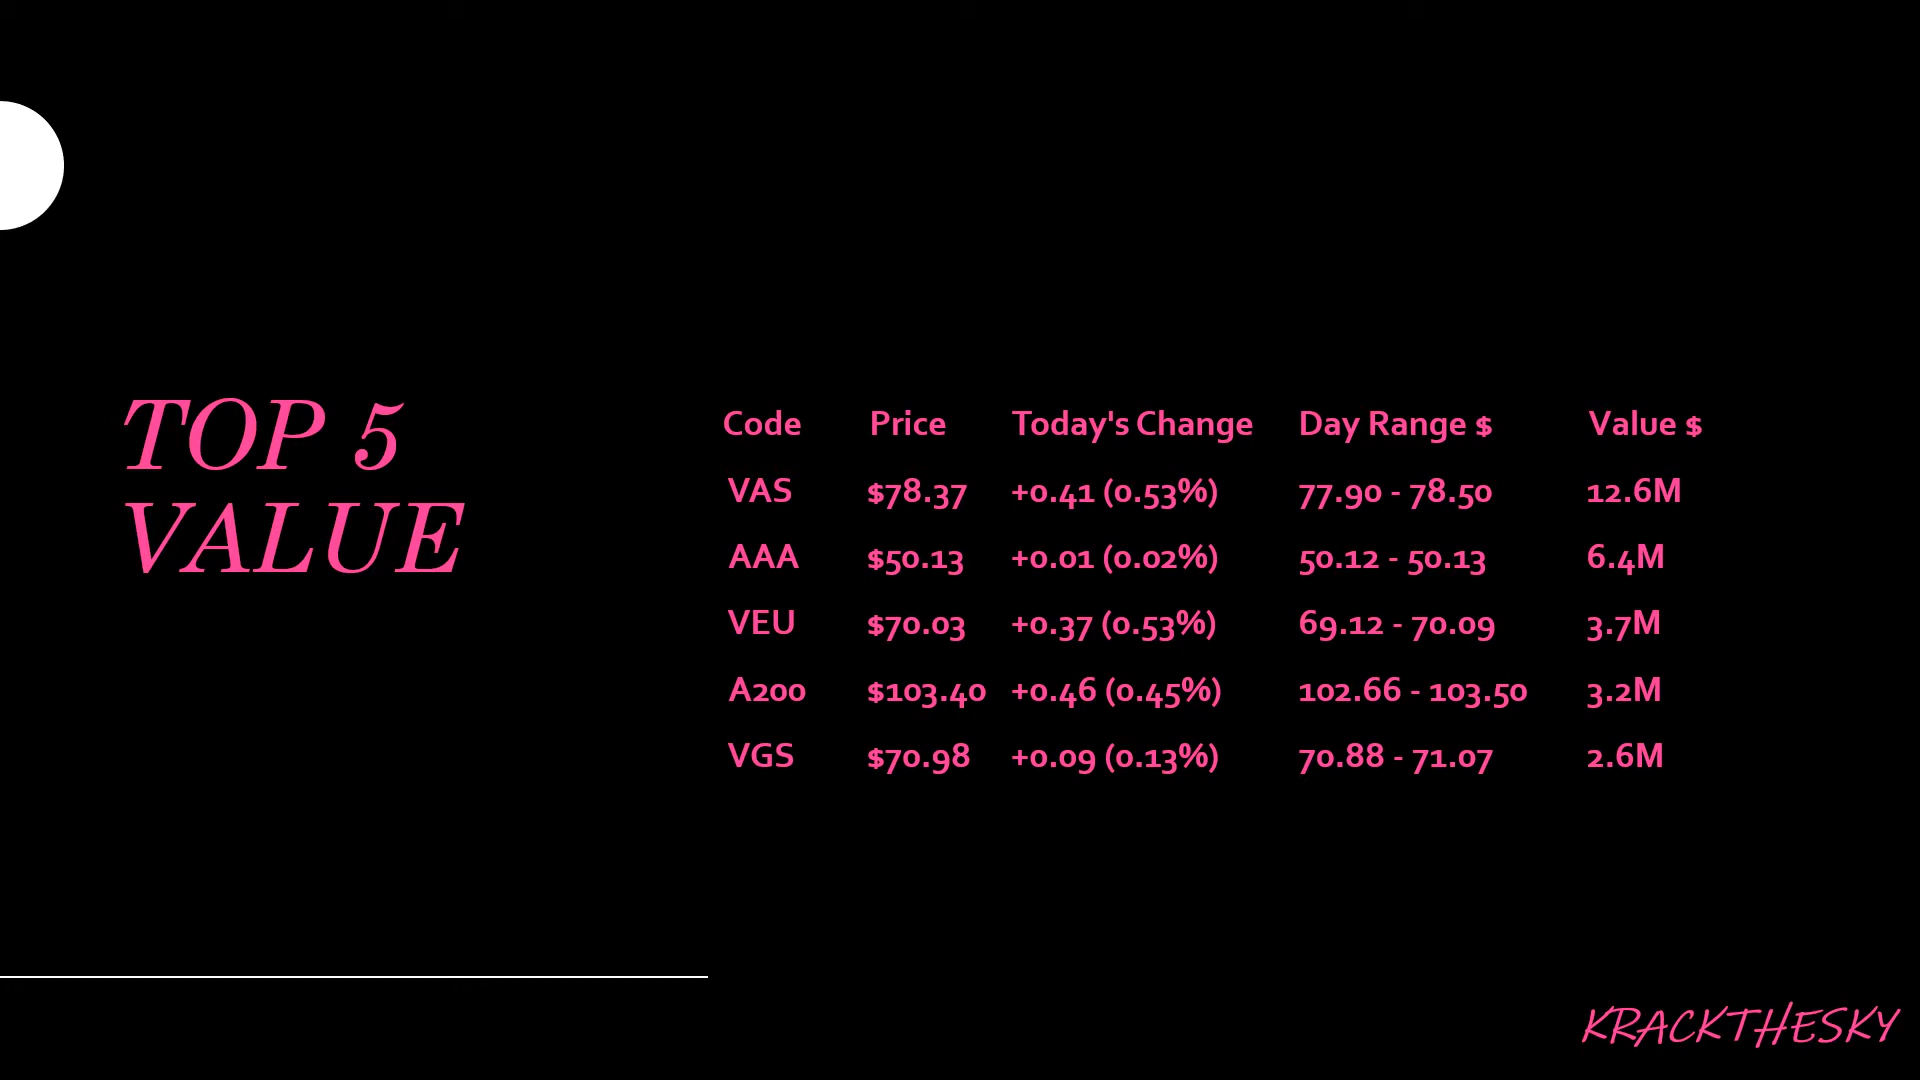 TOP 5
VALUE
Code Price Today's Change Day Range $ Value $
VAS $78.37 +0.41 (0.53%) 77.90 - 78.50 12.6M
AAA $50.13 +0.01 (0.02%) 50.12 - 50.13 6.4M
VEU $70.03 +0.37 (0.53%) 69.12 - 70.09 3.7M
A200 $103.40 +0.46 (0.45%) 102.66 - 103.50 3.2M
VGS $70.98 +0.09 (0.13%) 70.88 - 71.07 2.6M
KRACKTHESKY